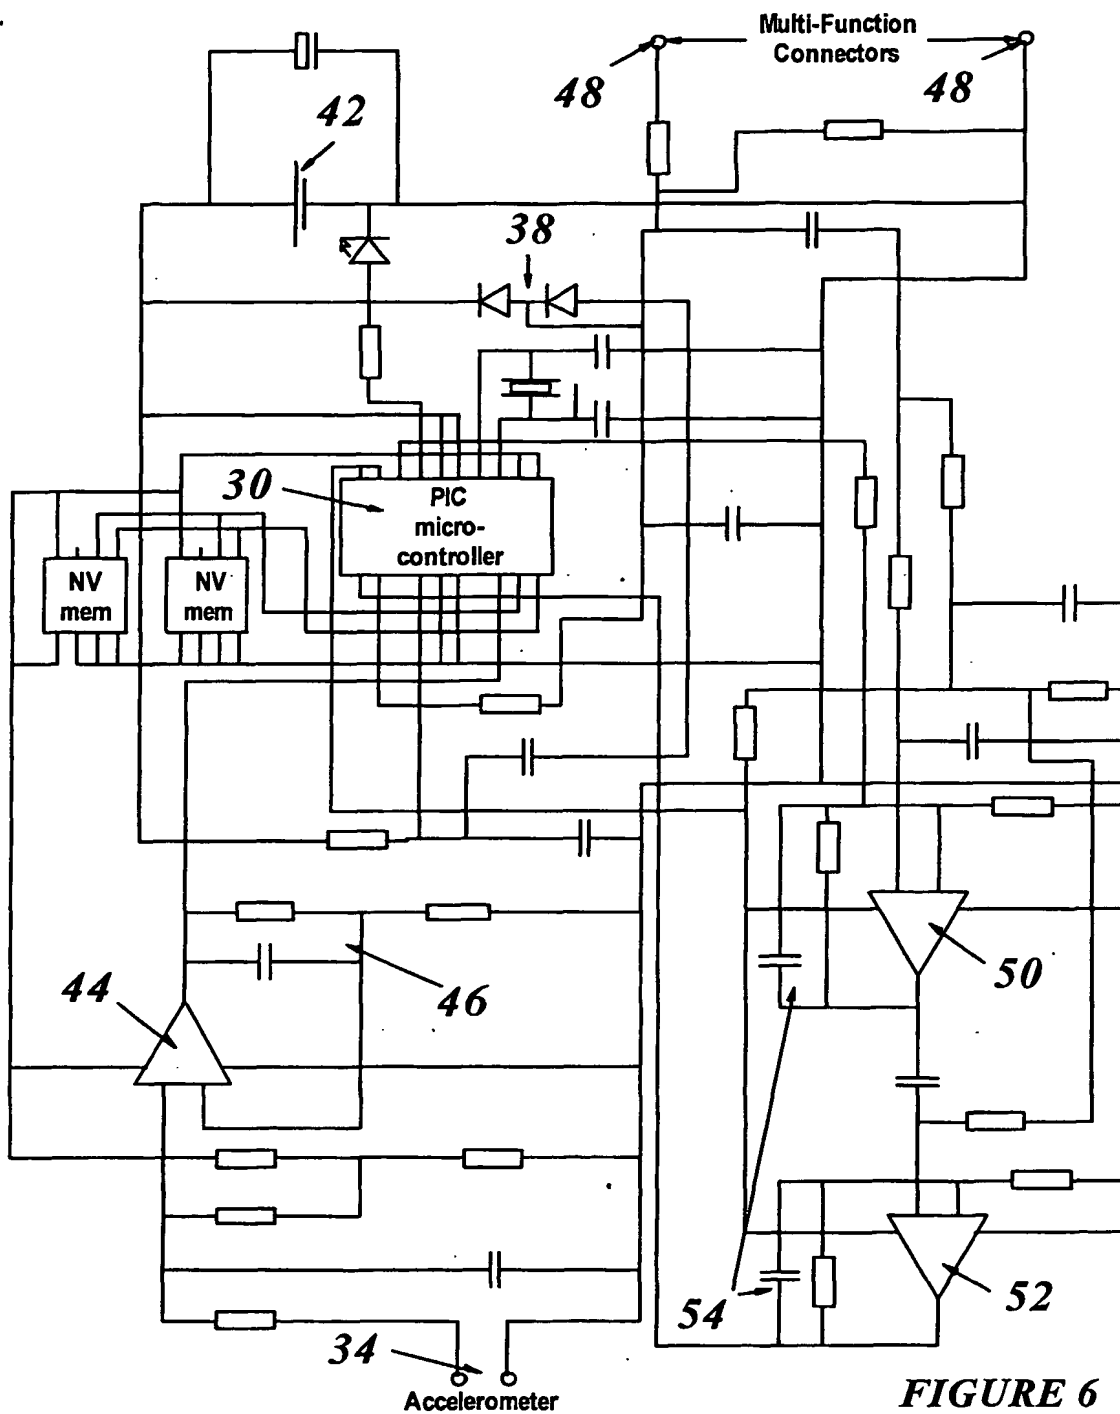 Multi-Function
Connectors
48
48
42
38
30
PIC
micro-
controller
NV
mem
NV
mem
50
44
46
54
52
34
Accelerometer
FIGURE 6